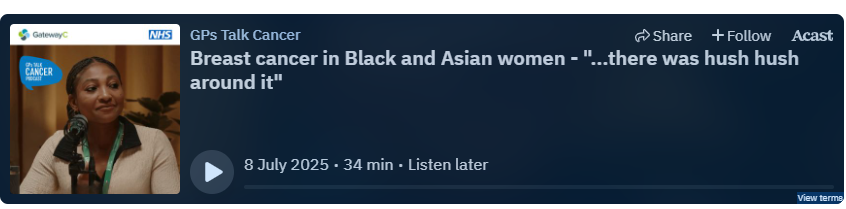 GatewayC
NHS
GPs TALK
CANCER
PODCAST
GPs Talk Cancer
Share
Follow
Acast
Breast cancer in Black and Asian women - "...there was hush hush
around it"
8 July 2025 · 34 min · Listen later
View terms